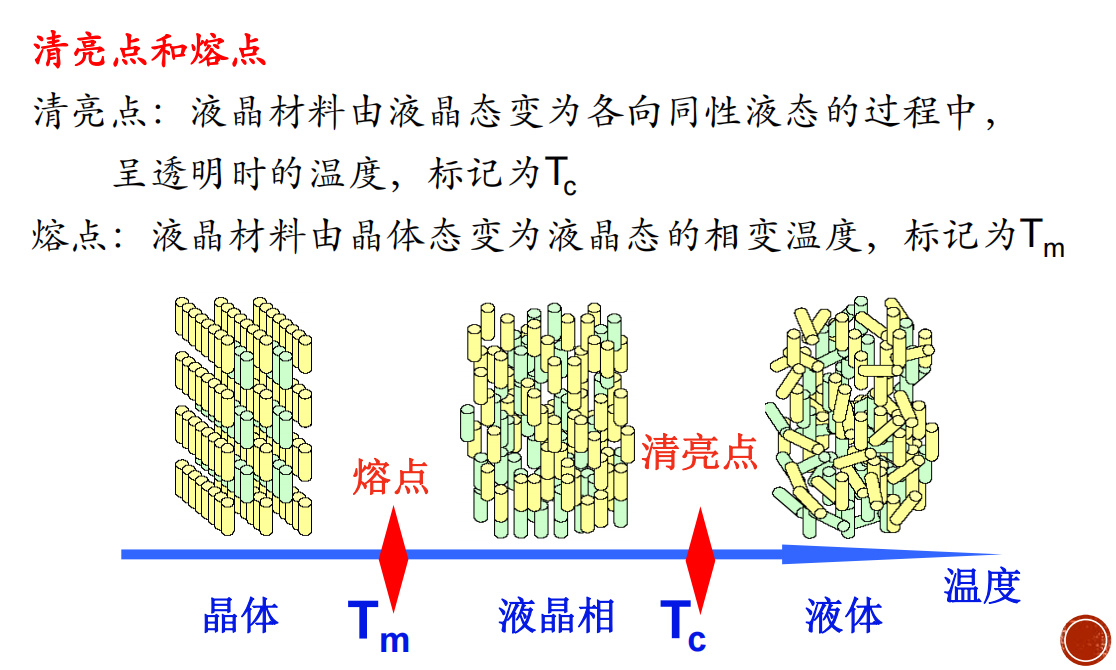 清亮点和熔点
清亮点：液晶材料由液晶态变为各向同性液态的过程中，
呈透明时的温度，标记为Tc
熔点：液晶材料由晶体态变为液晶态的相变温度，标记为Tm
熔点
清亮点
晶体
Tm
液晶相
Tc
液体
温度